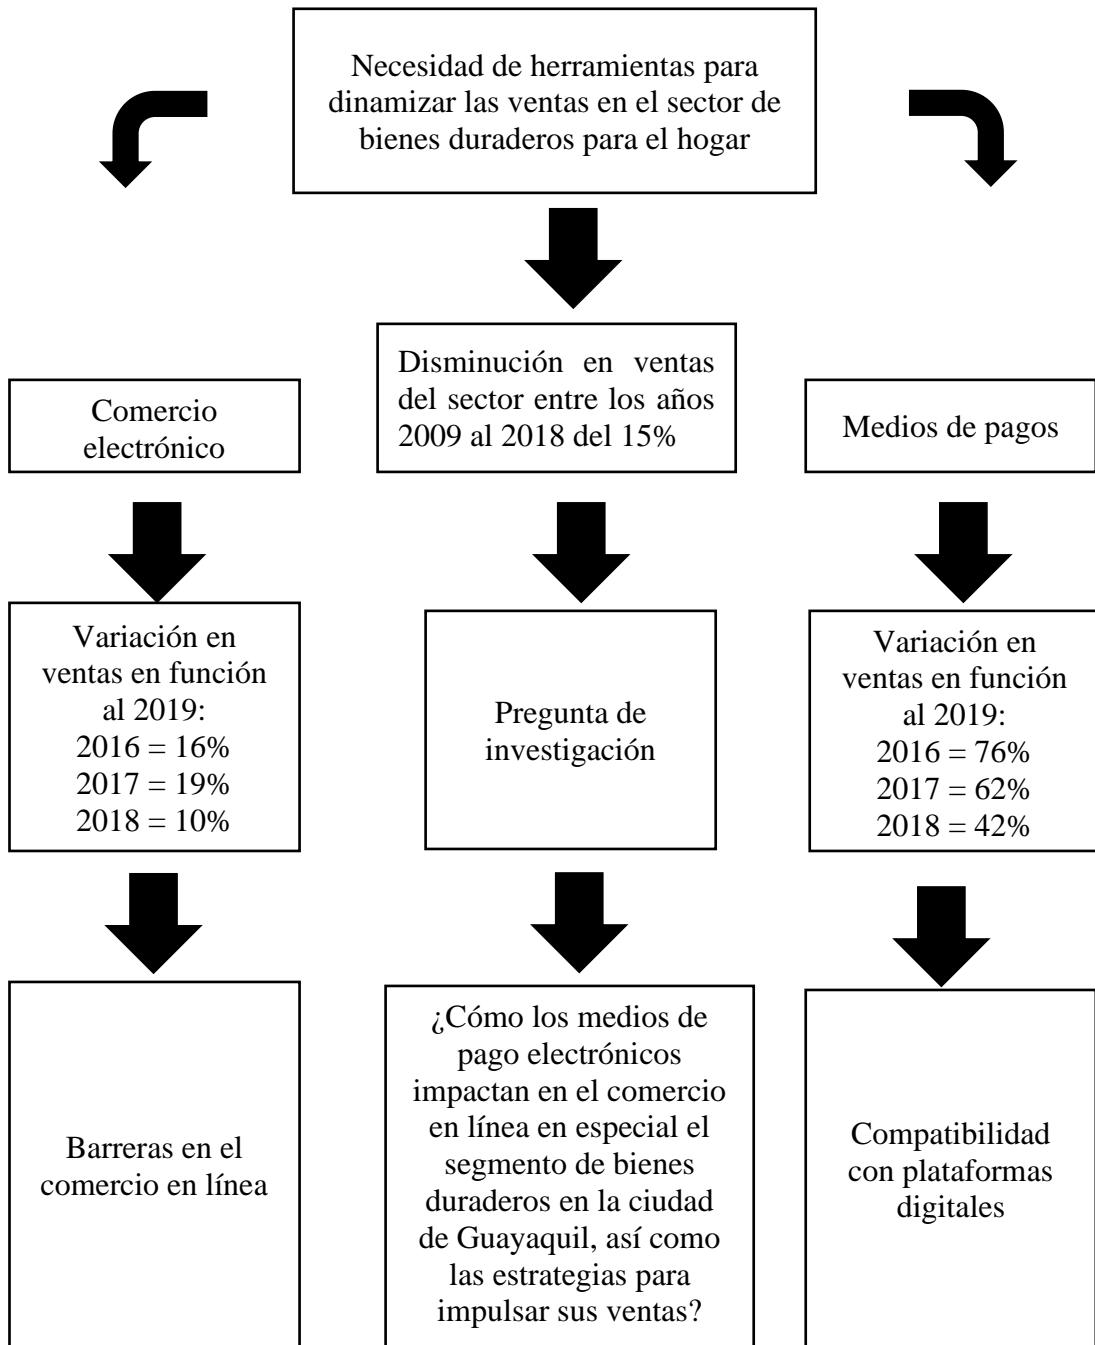 Necesidad de herramientas para
dinamizar las ventas en el sector de
bienes duraderos para el hogar
Comercio
electrónico
Disminución en ventas
del sector entre los años
2009 al 2018 del 15%
Medios de pagos
Variación en
ventas en función
al 2019:
2016 = 16%
2017 = 19%
2018 = 10%
Pregunta de
investigación
Variación en
ventas en función
al 2019:
2016 = 76%
2017 = 62%
2018 = 42%
Barreras en el
comercio en línea
¿Cómo los medios de
pago electrónicos
impactan en el comercio
en línea en especial el
segmento de bienes
duraderos en la ciudad
de Guayaquil, así como
las estrategias para
impulsar sus ventas?
Compatibilidad
con plataformas
digitales